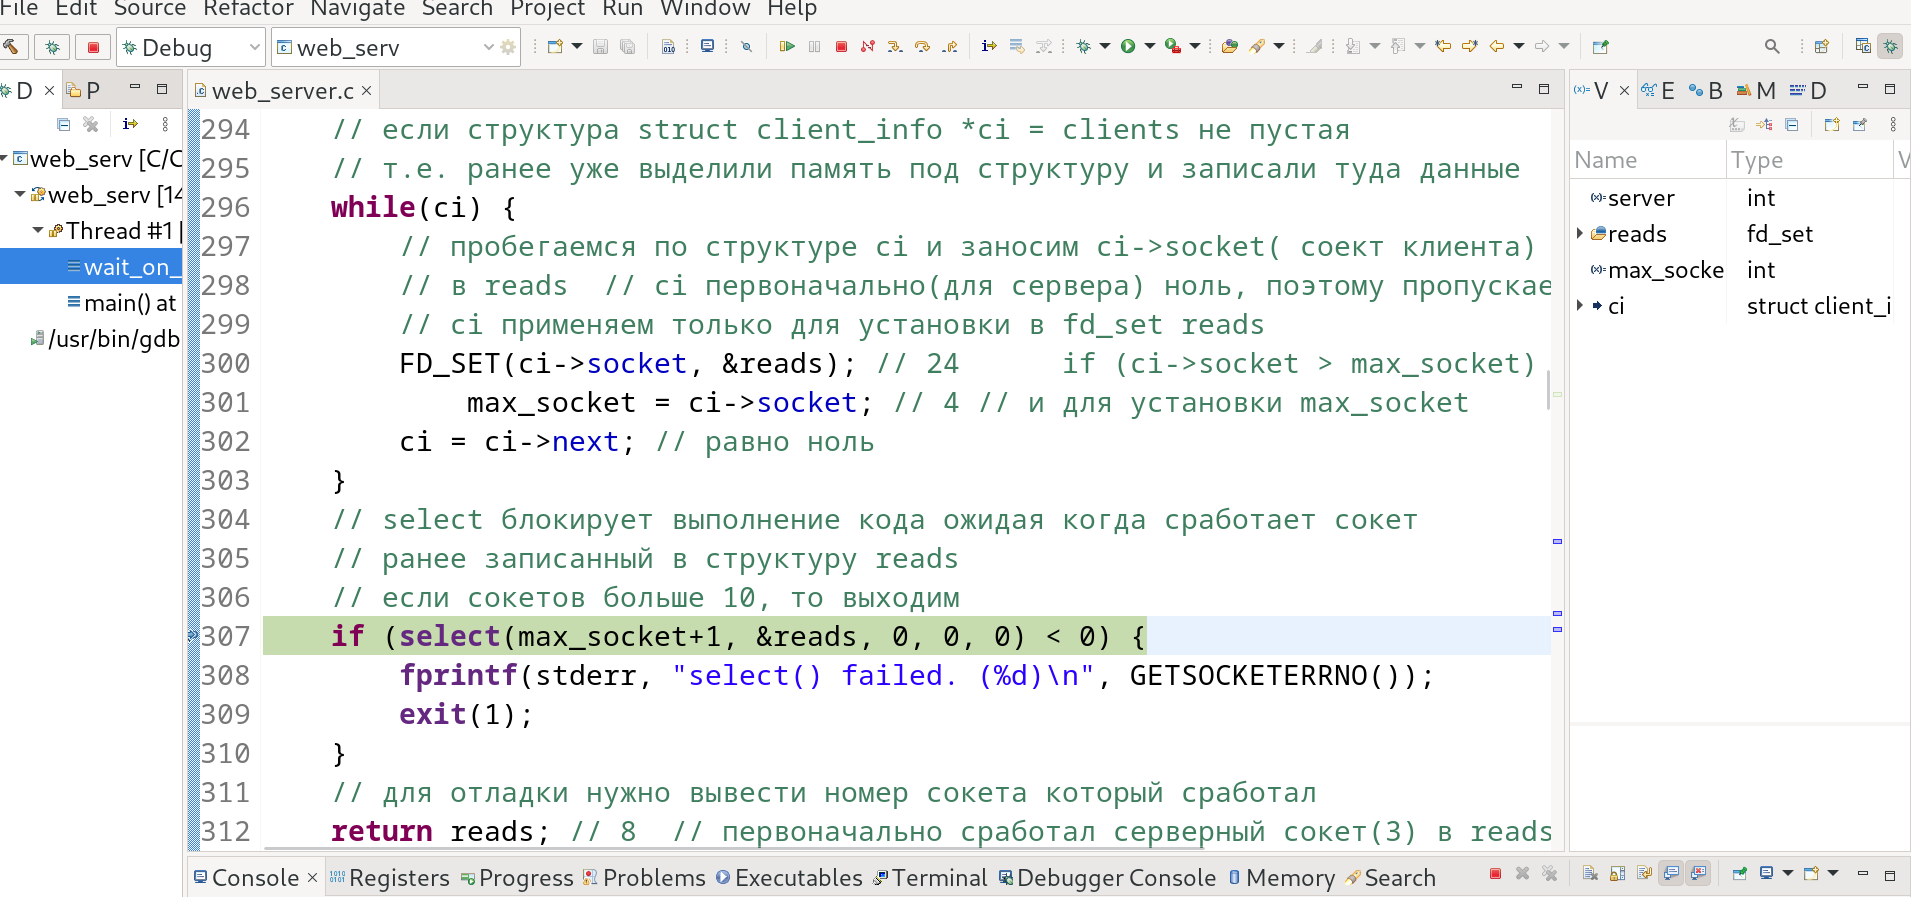 File Edit Source Refactor Navigate Search Project Run Window Help
Debug web_serv
D P
web_server.c
V E B M D
web_serv [C/C
web_serv [14
Thread #1 [
wait_on_
main() at
/usr/bin/gdb
294 // если структура struct client_info *ci = clients не пустая
295 // т.е. ранее уже выделили память под структуру и записали туда данные
296 while(ci) {
297 // пробегаемся по структуре ci и заносим ci->socket( соект клиента)
298 // в reads // ci первоначально(для сервера) ноль, поэтому пропускае
299 // ci применяем только для установки в fd_set reads
300 FD_SET(ci->socket, &reads); // 24 if (ci->socket > max_socket)
301 max_socket = ci->socket; // 4 // и для установки max_socket
302 ci = ci->next; // равно ноль
303 }
304 // select блокирует выполнение кода ожидая когда сработает сокет
305 // ранее записанный в структуру reads
306 // если сокетов больше 10, то выходим
307 if (select(max_socket+1, &reads, 0, 0, 0) < 0) {
308 fprintf(stderr, "select() failed. (%d)\n", GETSOCKETERRNO());
309 exit(1);
310 }
311 // для отладки нужно вывести номер сокета который сработал
312 return reads; // 8 // первоначально сработал серверный сокет(3) в reads
Name Type V
server int
reads fd_set
max_socke int
ci struct client_i
Console Registers Progress Problems Executables Terminal Debugger Console Memory Search